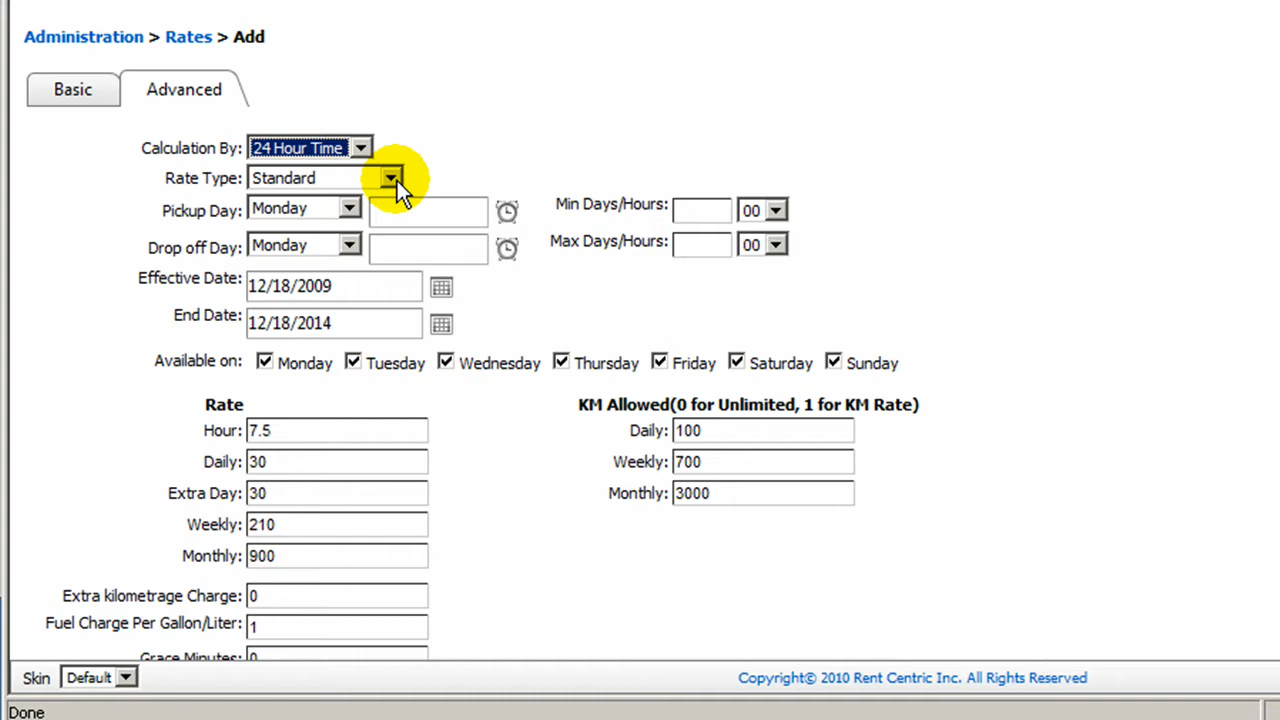 Administration > Rates > Add
Basic
Advanced
Calculation By: 24 Hour Time
Rate Type: Standard
Pickup Day: Monday
Min Days/Hours: 00
Drop off Day: Monday
Max Days/Hours: 00
Effective Date: 12/18/2009
End Date: 12/18/2014
Available on: Monday Tuesday Wednesday Thursday Friday Saturday Sunday
Rate
KM Allowed(0 for Unlimited, 1 for KM Rate)
Hour: 7.5
Daily: 100
Daily: 30
Weekly: 700
Extra Day: 30
Monthly: 3000
Weekly: 210
Monthly: 900
Extra kilometrage Charge: 0
Fuel Charge Per Gallon/Liter: 1
Grace Minutes: 0
Skin Default
Copyright© 2010 Rent Centric Inc. All Rights Reserved
Done